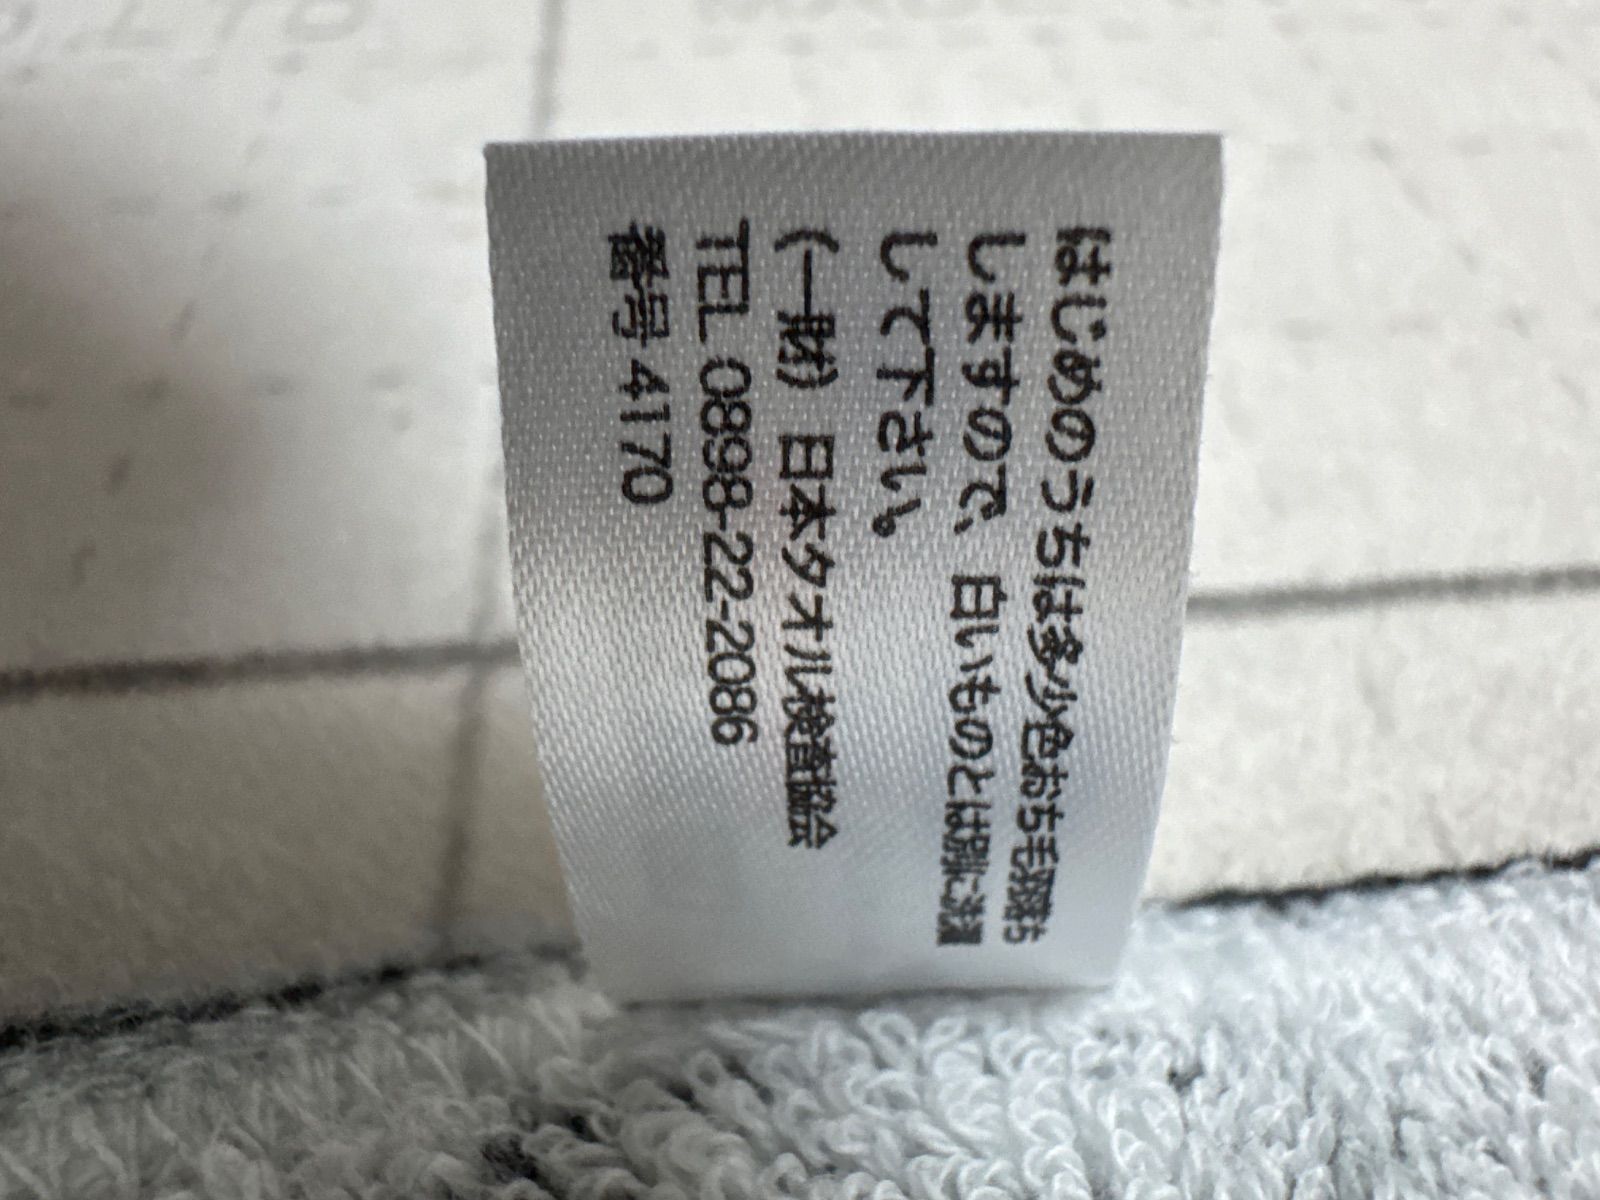 はじめのうちは多少色おち毛羽落ち
しますので、白いものとは別に洗濯
して下さい。
(一財) 日本タオル検査協会
TEL 0898-22-2086
番号 4170